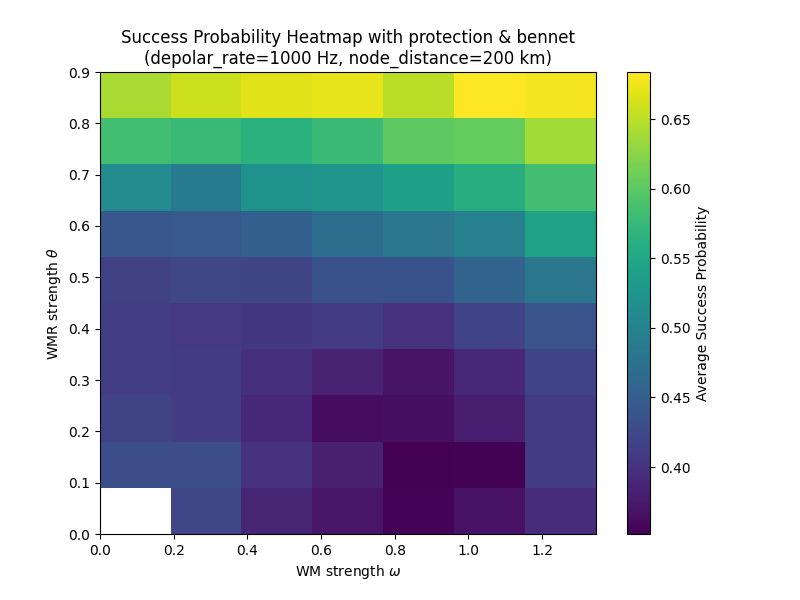 Success Probability Heatmap with protection & bennet
(depolar_rate=1000 Hz, node_distance=200 km)
0.9
0.8
0.7
0.6
0.5
0.4
0.3
0.2
0.1
0.0
WMR strength θ
0.0 0.2 0.4 0.6 0.8 1.0 1.2
WM strength ω
0.65
0.60
0.55
0.50
0.45
0.40
Average Success Probability